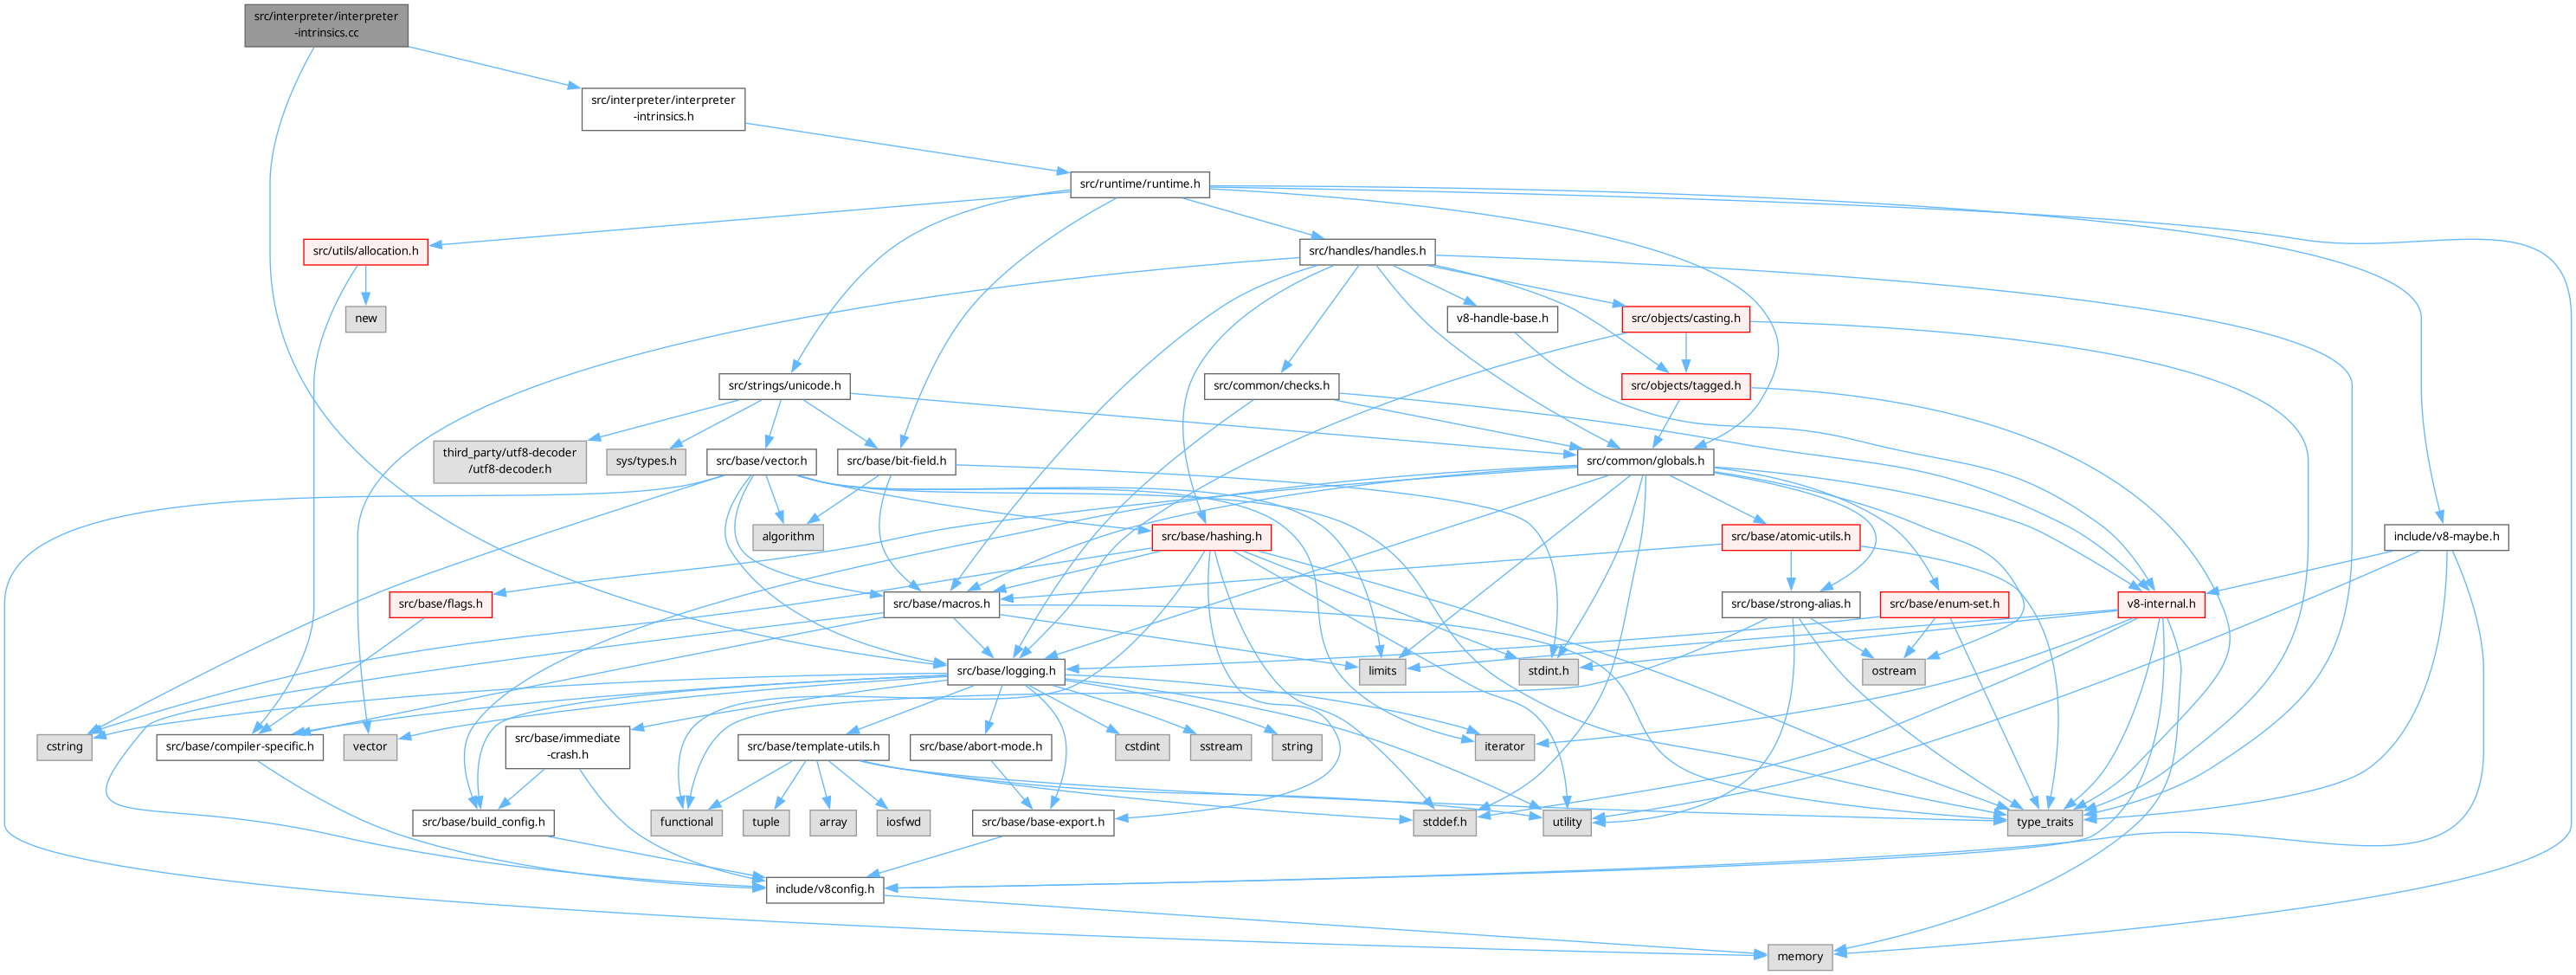 src/interpreter/interpreter
-intrinsics.cc
src/interpreter/interpreter
-intrinsics.h
src/runtime/runtime.h
src/utils/allocation.h
src/handles/handles.h
new
v8-handle-base.h
src/objects/casting.h
src/strings/unicode.h
src/common/checks.h
src/objects/tagged.h
third_party/utf8-decoder
/utf8-decoder.h
sys/types.h
src/base/vector.h
src/base/bit-field.h
src/common/globals.h
algorithm
src/base/hashing.h
src/base/atomic-utils.h
include/v8-maybe.h
src/base/flags.h
src/base/macros.h
src/base/strong-alias.h
src/base/enum-set.h
v8-internal.h
src/base/logging.h
limits
stdint.h
ostream
cstring
src/base/compiler-specific.h
vector
src/base/immediate
-crash.h
src/base/template-utils.h
src/base/abort-mode.h
cstdint
sstream
string
iterator
src/base/build_config.h
functional
tuple
array
iosfwd
src/base/base-export.h
stddef.h
utility
type_traits
include/v8config.h
memory